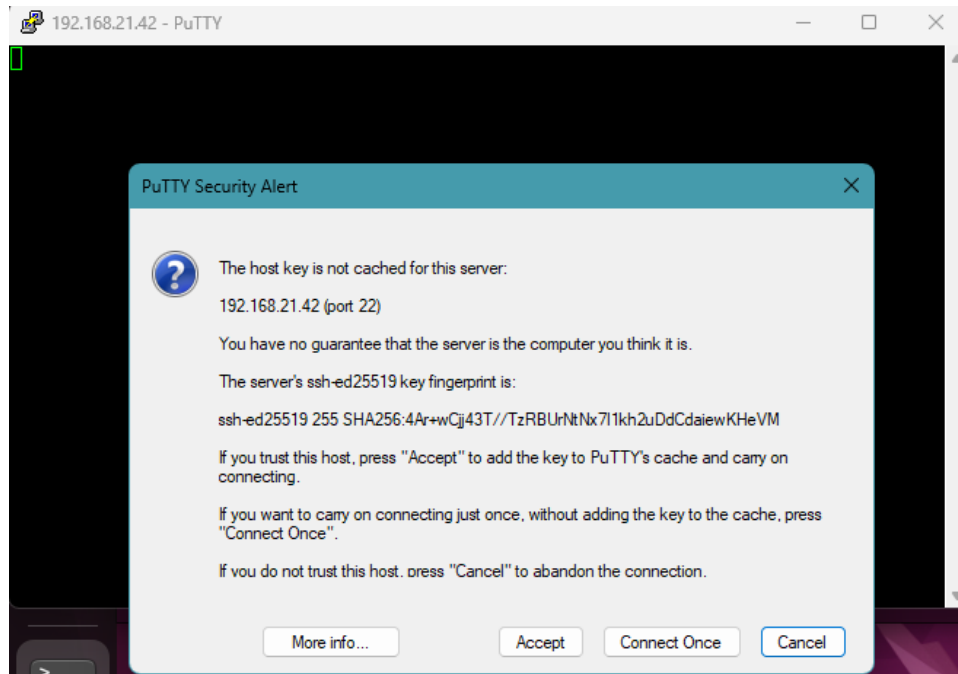 192.168.21.42 - PuTTY
PuTTY Security Alert
The host key is not cached for this server:
192.168.21.42 (port 22)
You have no guarantee that the server is the computer you think it is.
The server's ssh-ed25519 key fingerprint is:
ssh-ed25519 255 SHA256:4Ar+wCjj43T//TzRBUrNtNx7I1kh2uDdCdaiewKHeVM
If you trust this host, press "Accept" to add the key to PuTTY's cache and carry on
connecting.
If you want to carry on connecting just once, without adding the key to the cache, press
"Connect Once".
If you do not trust this host, press "Cancel" to abandon the connection.
More info... Accept Connect Once Cancel